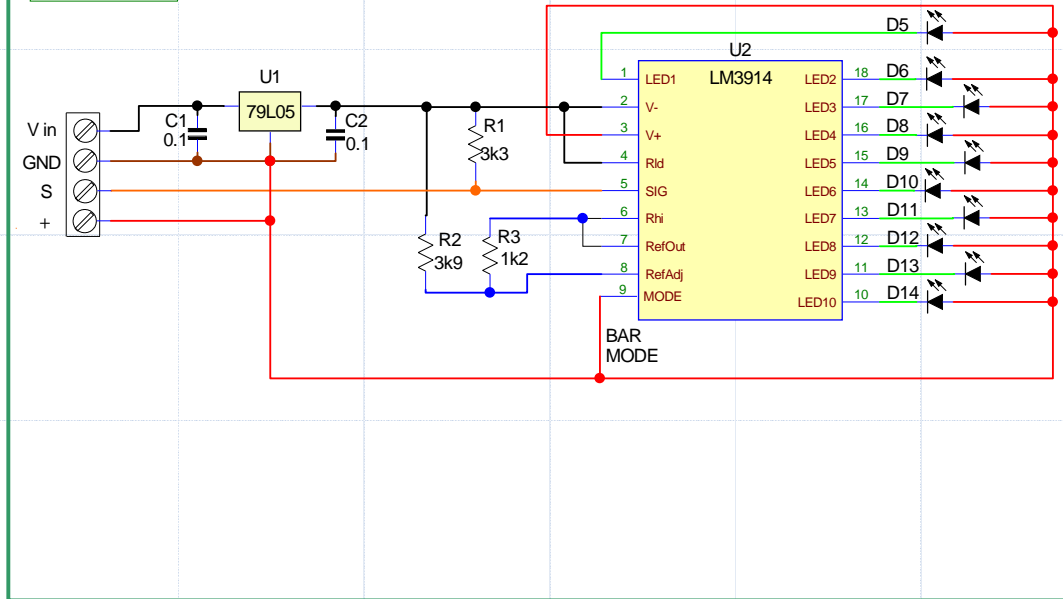 D5
U2
LM3914
U1
79L05
C1
0.1
C2
0.1
R1
3k3
R2
3k9
R3
1k2
V in
GND
S
+
1 LED1
2 V-
3 V+
4 Rld
5 SIG
6 Rhi
7 RefOut
8 RefAdj
9 MODE
LED2 18 D6
LED3 17 D7
LED4 16 D8
LED5 15 D9
LED6 14 D10
LED7 13 D11
LED8 12 D12
LED9 11 D13
LED10 10 D14
BAR
MODE